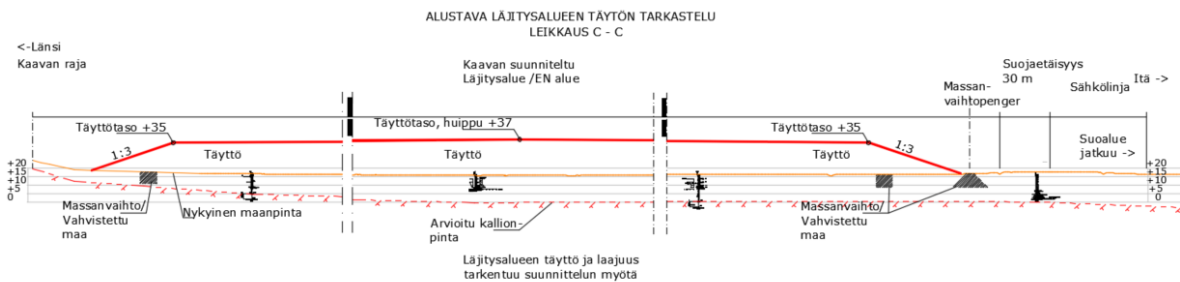 ALUSTAVA LÄJITYSALUEEN TÄYTÖN TARKASTELU
LEIKKAUS C - C
<-Länsi
Kaavan raja
Kaavan suunniteltu
Läjitysalue /EN alue
Suojaetäisyys
30 m
Itä ->
Massan-
vaihtopenger
Sähkölinja
Täyttötaso +35
Täyttötaso, huippu +37
Täyttötaso +35
1:3
Täyttö
Täyttö
Täyttö
1:3
Suoalue
jatkuu ->
+20
+15
+10
+5
0
+20
+15
+10
+5
0
Massanvaihto/
Vahvistettu
maa
Nykyinen maanpinta
Arvioitu kallion-
pinta
Massanvaihto/
Vahvistettu
maa
Läjitysalueen täyttö ja laajuus
tarkentuu suunnittelun myötä